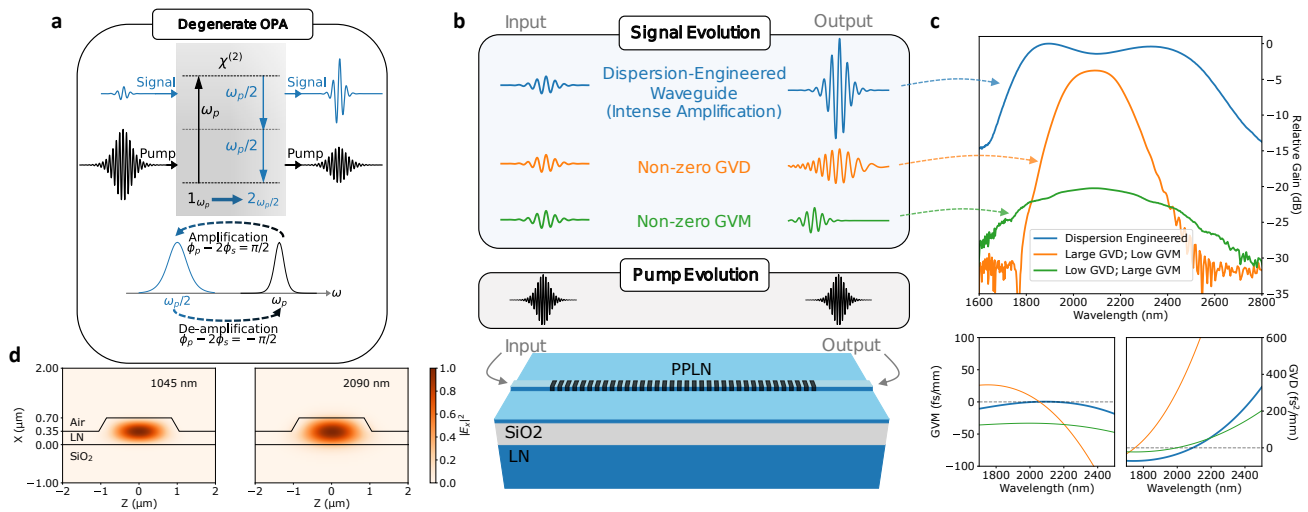 a
Degenerate OPA
χ(2)
Signal
Signal
ωp/2
ωp
Pump
ωp/2
Pump
1ωp
2ωp/2
Amplification
ϕp − 2ϕs = π/2
ωp/2
ωp
ω
De-amplification
ϕp − 2ϕs = −π/2
b
Input
Output
Signal Evolution
Dispersion-Engineered
Waveguide
(Intense Amplification)
Non-zero GVD
Non-zero GVM
Pump Evolution
Input
Output
PPLN
SiO2
LN
c
0
−5
−10
−15
−20
−25
−30
−35
Relative Gain (dB)
Dispersion Engineered
Large GVD; Low GVM
Low GVD; Large GVM
1600 1800 2000 2200 2400 2600 2800
Wavelength (nm)
100
50
0
−50
−100
GVM (fs/mm)
1800 2000 2200 2400
Wavelength (nm)
600
400
200
0
GVD (fs2/mm)
1800 2000 2200 2400
Wavelength (nm)
d
2.00
0.70
0.35
0.00
−1.00
X (μm)
1045 nm
Air
LN
SiO2
−2 −1 0 1 2
Z (μm)
2090 nm
−2 −1 0 1 2
Z (μm)
1.0
0.8
0.6
0.4
0.2
0.0
|Ex|2